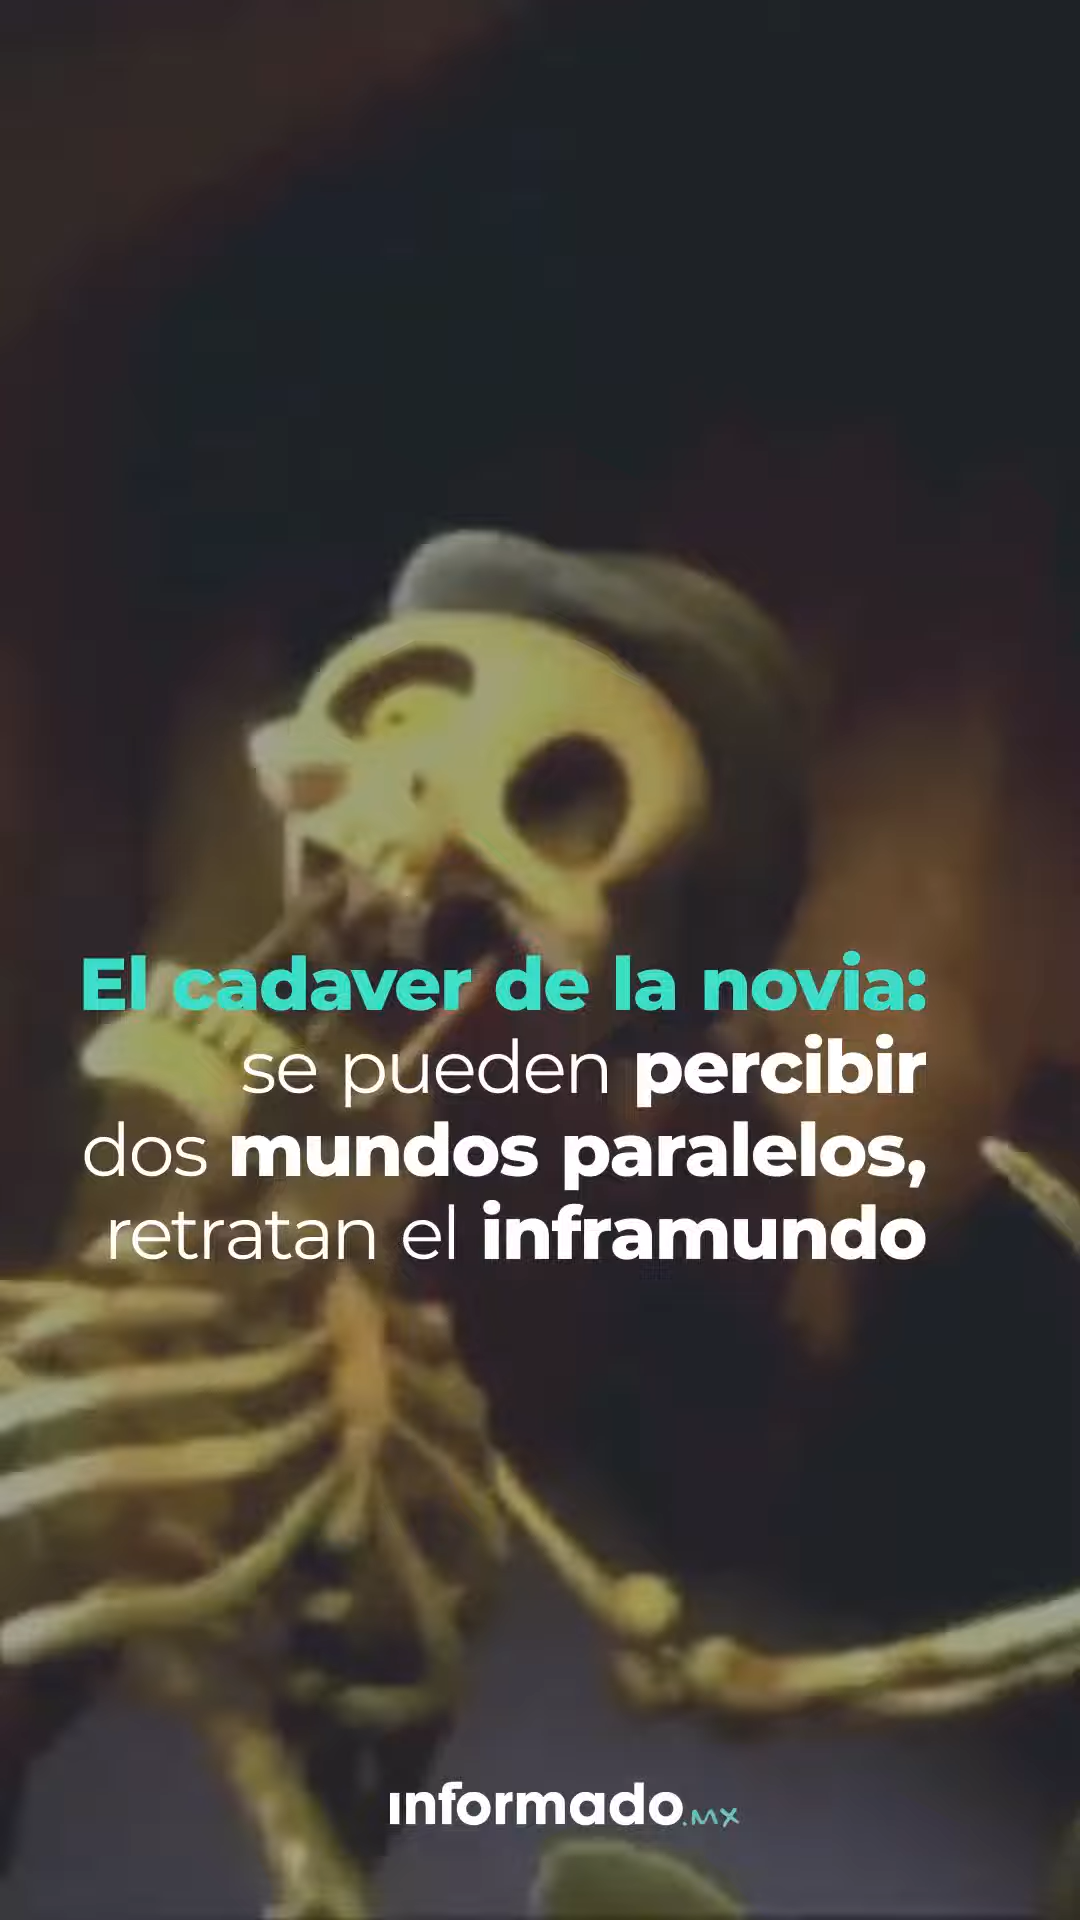 El cadaver de la novia:
se pueden percibir
dos mundos paralelos,
retratan el inframundo
informado.mx